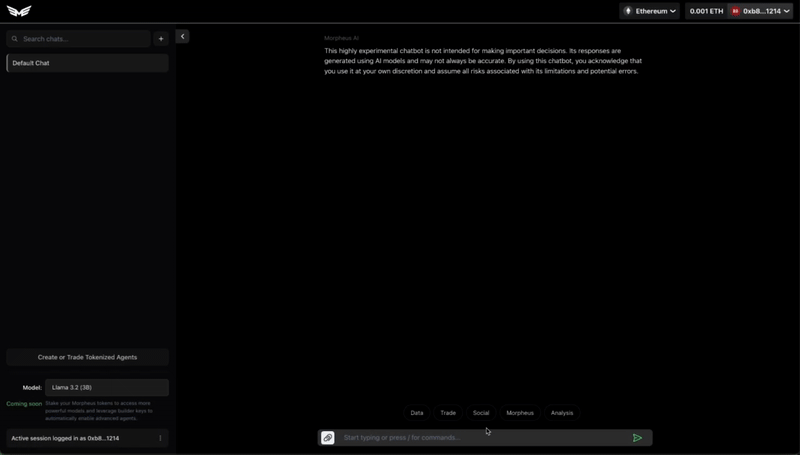 Ethereum
0.001 ETH
0xb8...1214
Search chats...
+
Default Chat
Morpheus AI
This highly experimental chatbot is not intended for making important decisions. Its responses are
generated using AI models and may not always be accurate. By using this chatbot, you acknowledge that
you use it at your own discretion and assume all risks associated with its limitations and potential errors.
Create or Trade Tokenized Agents
Model:
Llama 3.2 (3B)
Coming soon
Stake your Morpheus tokens to access more
powerful models and leverage builder keys to
automatically enable advanced agents.
Active session logged in as 0xb8...1214
Data
Trade
Social
Morpheus
Analysis
Start typing or press / for commands...